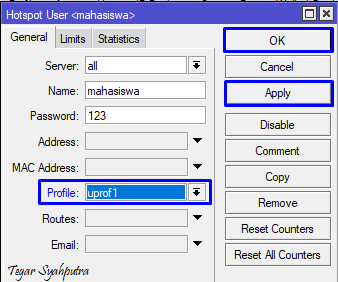 Hotspot User <mahasiswa>
General Limits Statistics
Server: all
Name: mahasiswa
Password: 123
Address:
MAC Address:
Profile: uprof1
Routes:
Email:
OK
Cancel
Apply
Disable
Comment
Copy
Remove
Reset Counters
Reset All Counters
Tegar Syahputra